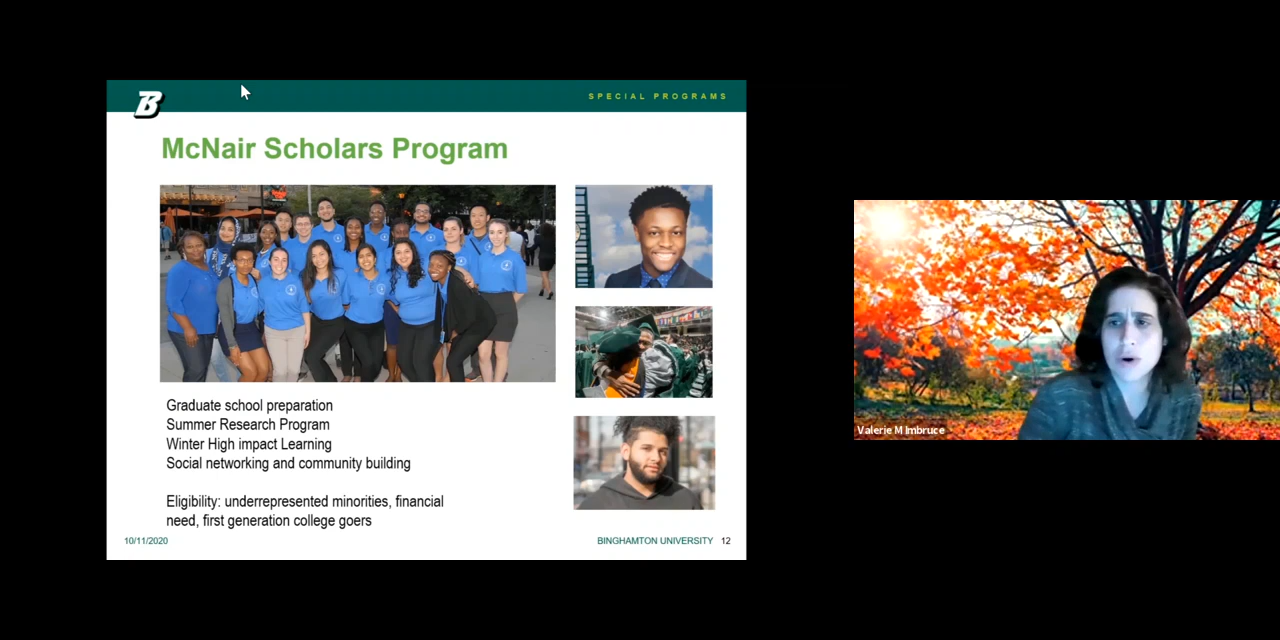 B
SPECIAL PROGRAMS
McNair Scholars Program
Graduate school preparation
Summer Research Program
Winter High impact Learning
Social networking and community building
Eligibility: underrepresented minorities, financial
need, first generation college goers
10/11/2020
BINGHAMTON UNIVERSITY 12
Valerie M Imbruce